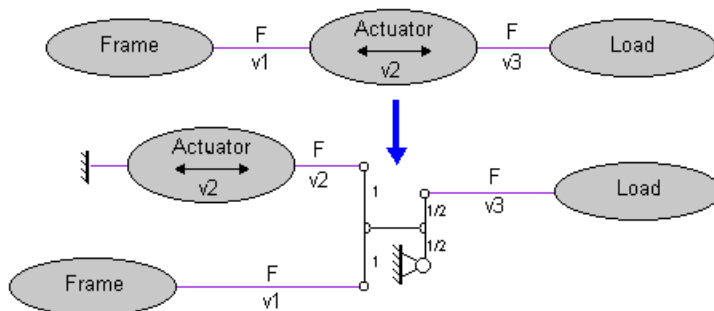 Frame F v1 Actuator v2 F v3 Load
Actuator v2 F v2 1 1/2 F v3 Load
1/2
Frame F v1 1